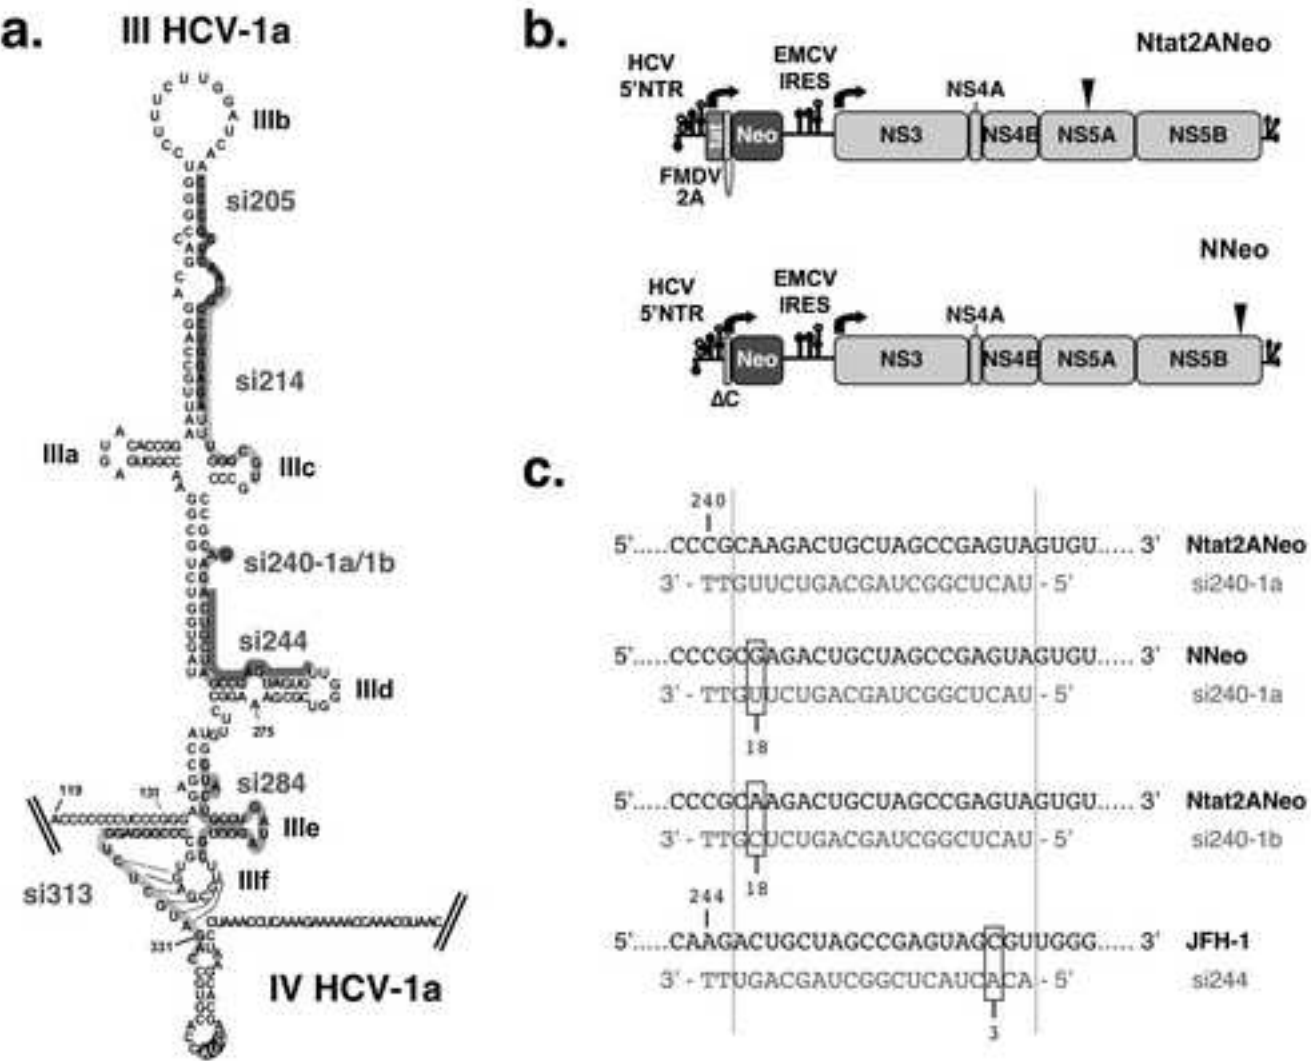 a.
III HCV-1a
IIIb
si205
si214
IIIa
IIIc
si240-1a/1b
si244
IIId
275
si284
119
131
IIIe
si313
IIIf
CUAAACCUCAAAGAAAAACCAAACGUAAC
331
IV HCV-1a
b.
Ntat2ANeo
HCV
5'NTR
EMCV
IRES
NS4A
Neo
NS3
NS4B
NS5A
NS5B
FMDV
2A
NNeo
HCV
5'NTR
EMCV
IRES
NS4A
Neo
NS3
NS4B
NS5A
NS5B
ΔC
c.
240
5'.....CCCGCAAGACUGCUAGCCGAGUAGUGU..... 3' Ntat2ANeo
3'- TTGUUCUGACGAUCGGCUCAU - 5' si240-1a
5'.....CCCGCGAGACUGCUAGCCGAGUAGUGU..... 3' NNeo
3'- TTGUUCUGACGAUCGGCUCAU - 5' si240-1a
18
5'.....CCCGCAAGACUGCUAGCCGAGUAGUGU..... 3' Ntat2ANeo
3'- TTGCUCUGACGAUCGGCUCAU - 5' si240-1b
18
244
5'.....CAAGACUGCUAGCCGAGUAGCGUUGGG..... 3' JFH-1
3'- TTUGACGAUCGGCUCAUCACA - 5' si244
3